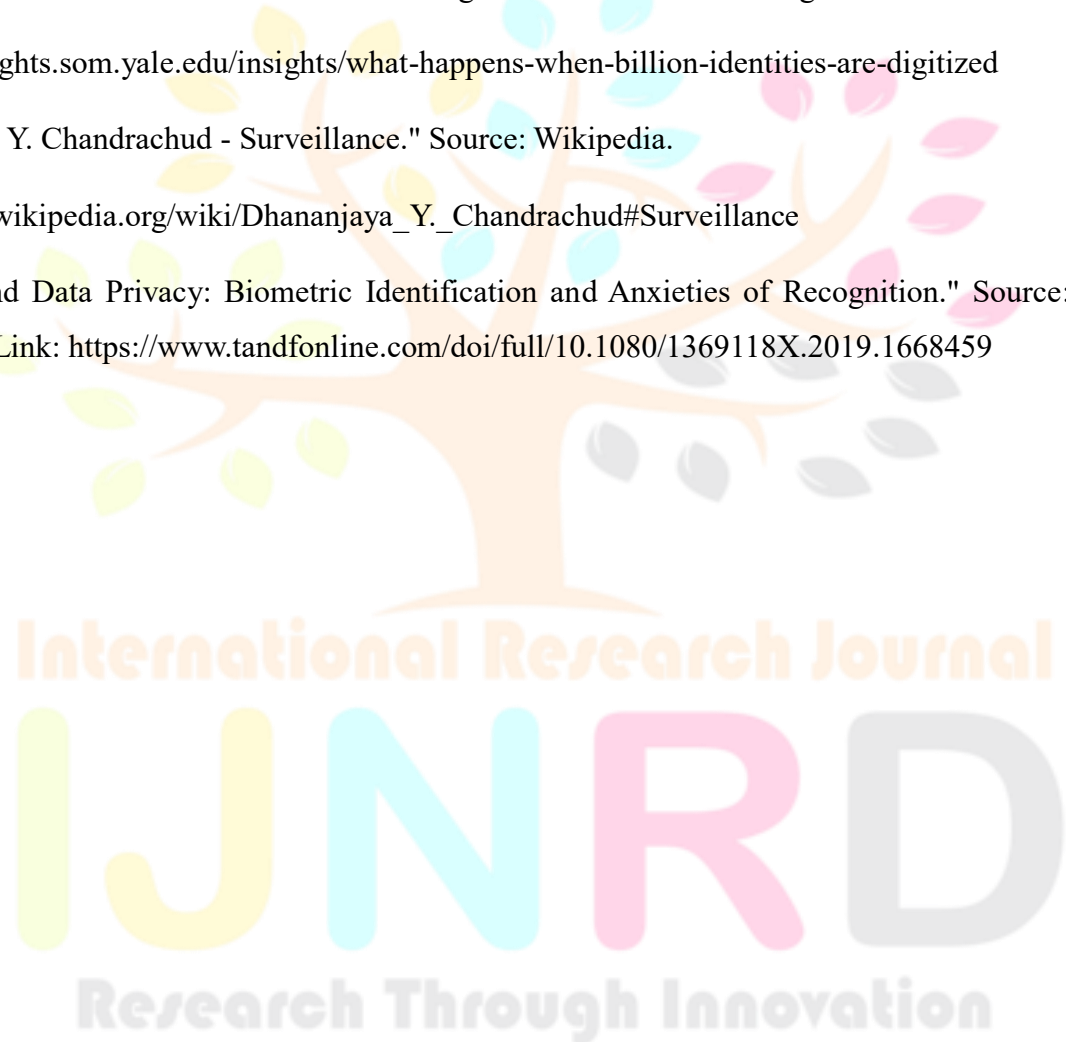 ghts.som.yale.edu/insights/what-happens-when-billion-identities-are-digitized
Y. Chandrachud - Surveillance." Source: Wikipedia.
wikipedia.org/wiki/Dhananjaya_Y._Chandrachud#Surveillance
nd Data Privacy: Biometric Identification and Anxieties of Recognition." Source:
Link: https://www.tandfonline.com/doi/full/10.1080/1369118X.2019.1668459
International Research Journal
IJNRD
Research Through Innovation